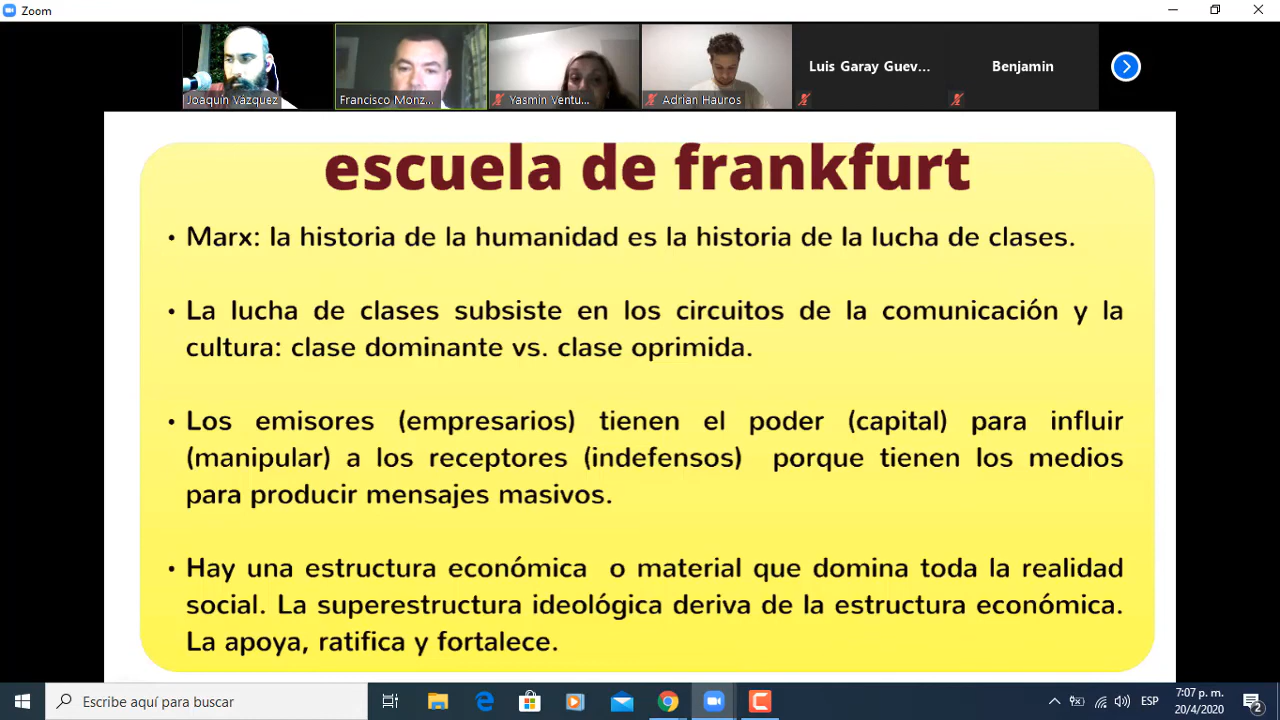 Zoom
Joaquín Vázquez
Francisco Monz...
Yasmin Ventu...
Adrian Hauros
Luis Garay Guev...
Benjamin
escuela de frankfurt
• Marx: la historia de la humanidad es la historia de la lucha de clases.
• La lucha de clases subsiste en los circuitos de la comunicación y la
cultura: clase dominante vs. clase oprimida.
• Los emisores (empresarios) tienen el poder (capital) para influir
(manipular) a los receptores (indefensos) porque tienen los medios
para producir mensajes masivos.
• Hay una estructura económica o material que domina toda la realidad
social. La superestructura ideológica deriva de la estructura económica.
La apoya, ratifica y fortalece.
Escribe aquí para buscar
ESP
7:07 p. m.
20/4/2020
2